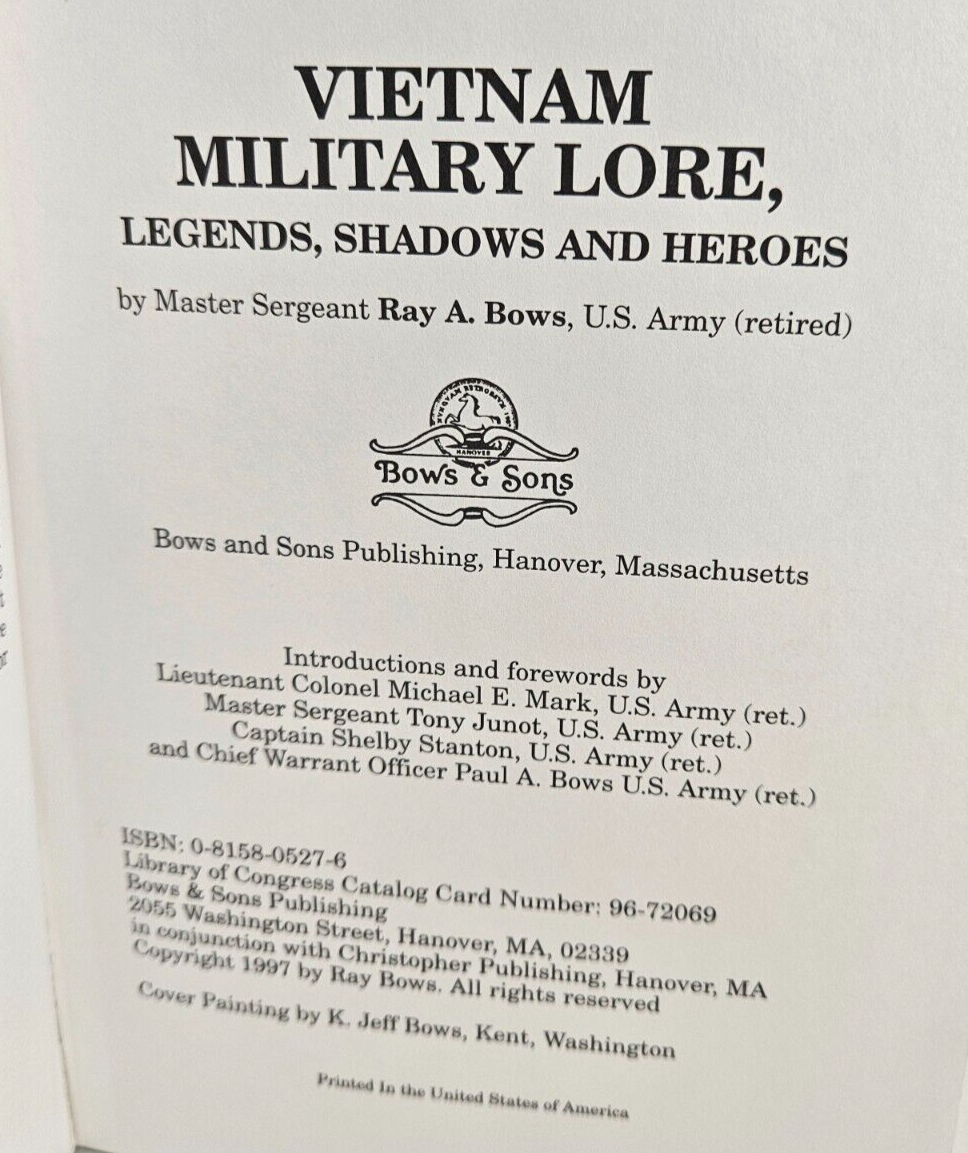 VIETNAM
MILITARY LORE,
LEGENDS, SHADOWS AND HEROES
by Master Sergeant Ray A. Bows, U.S. Army (retired)
HANOVER
Bows & Sons
Bows and Sons Publishing, Hanover, Massachusetts
Introductions and forewords by
Lieutenant Colonel Michael E. Mark, U.S. Army (ret.)
Master Sergeant Tony Junot, U.S. Army (ret.)
Captain Shelby Stanton, U.S. Army (ret.)
and Chief Warrant Officer Paul A. Bows U.S. Army (ret.)
ISBN: 0-8158-0527-6
Library of Congress Catalog Card Number: 96-72069
Bows & Sons Publishing
2055 Washington Street, Hanover, MA, 02339
in conjunction with Christopher Publishing, Hanover, MA
Copyright 1997 by Ray Bows. All rights reserved
Cover Painting by K. Jeff Bows, Kent, Washington
Printed In the United States of America